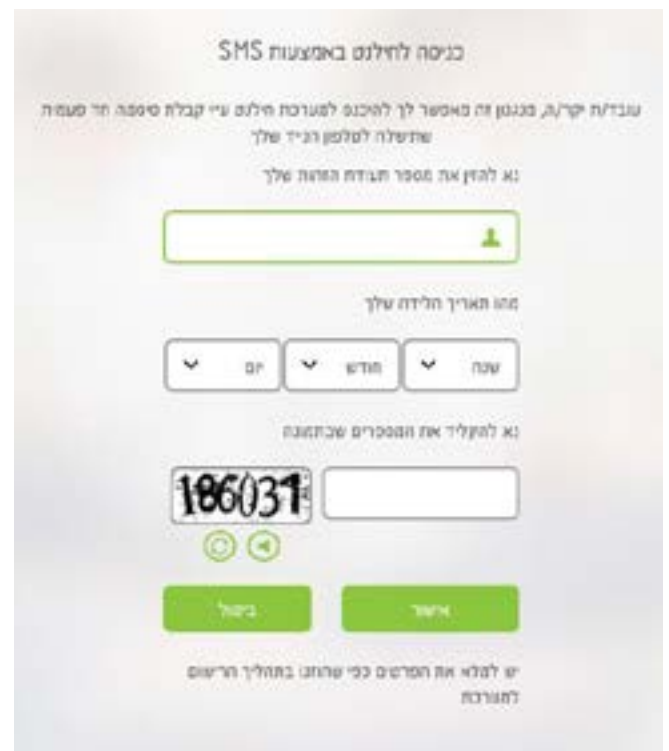 כניסה לחילנט באמצעות SMS
עובד/ת יקר/ה, מנגנון זה מאפשר לך להיכנס למערכת חילנט ע״י קבלת סיסמה חד פעמית
שתישלח לטלפון הנייד שלך
נא להזין את מספר תעודת הזהות שלך
מהו תאריך הלידה שלך
שנה חודש יום
נא להקליד את המספרים שבתמונה
אישור ביטול
יש למלא את הפרטים כפי שהוזנו בתהליך הרישום
למערכת